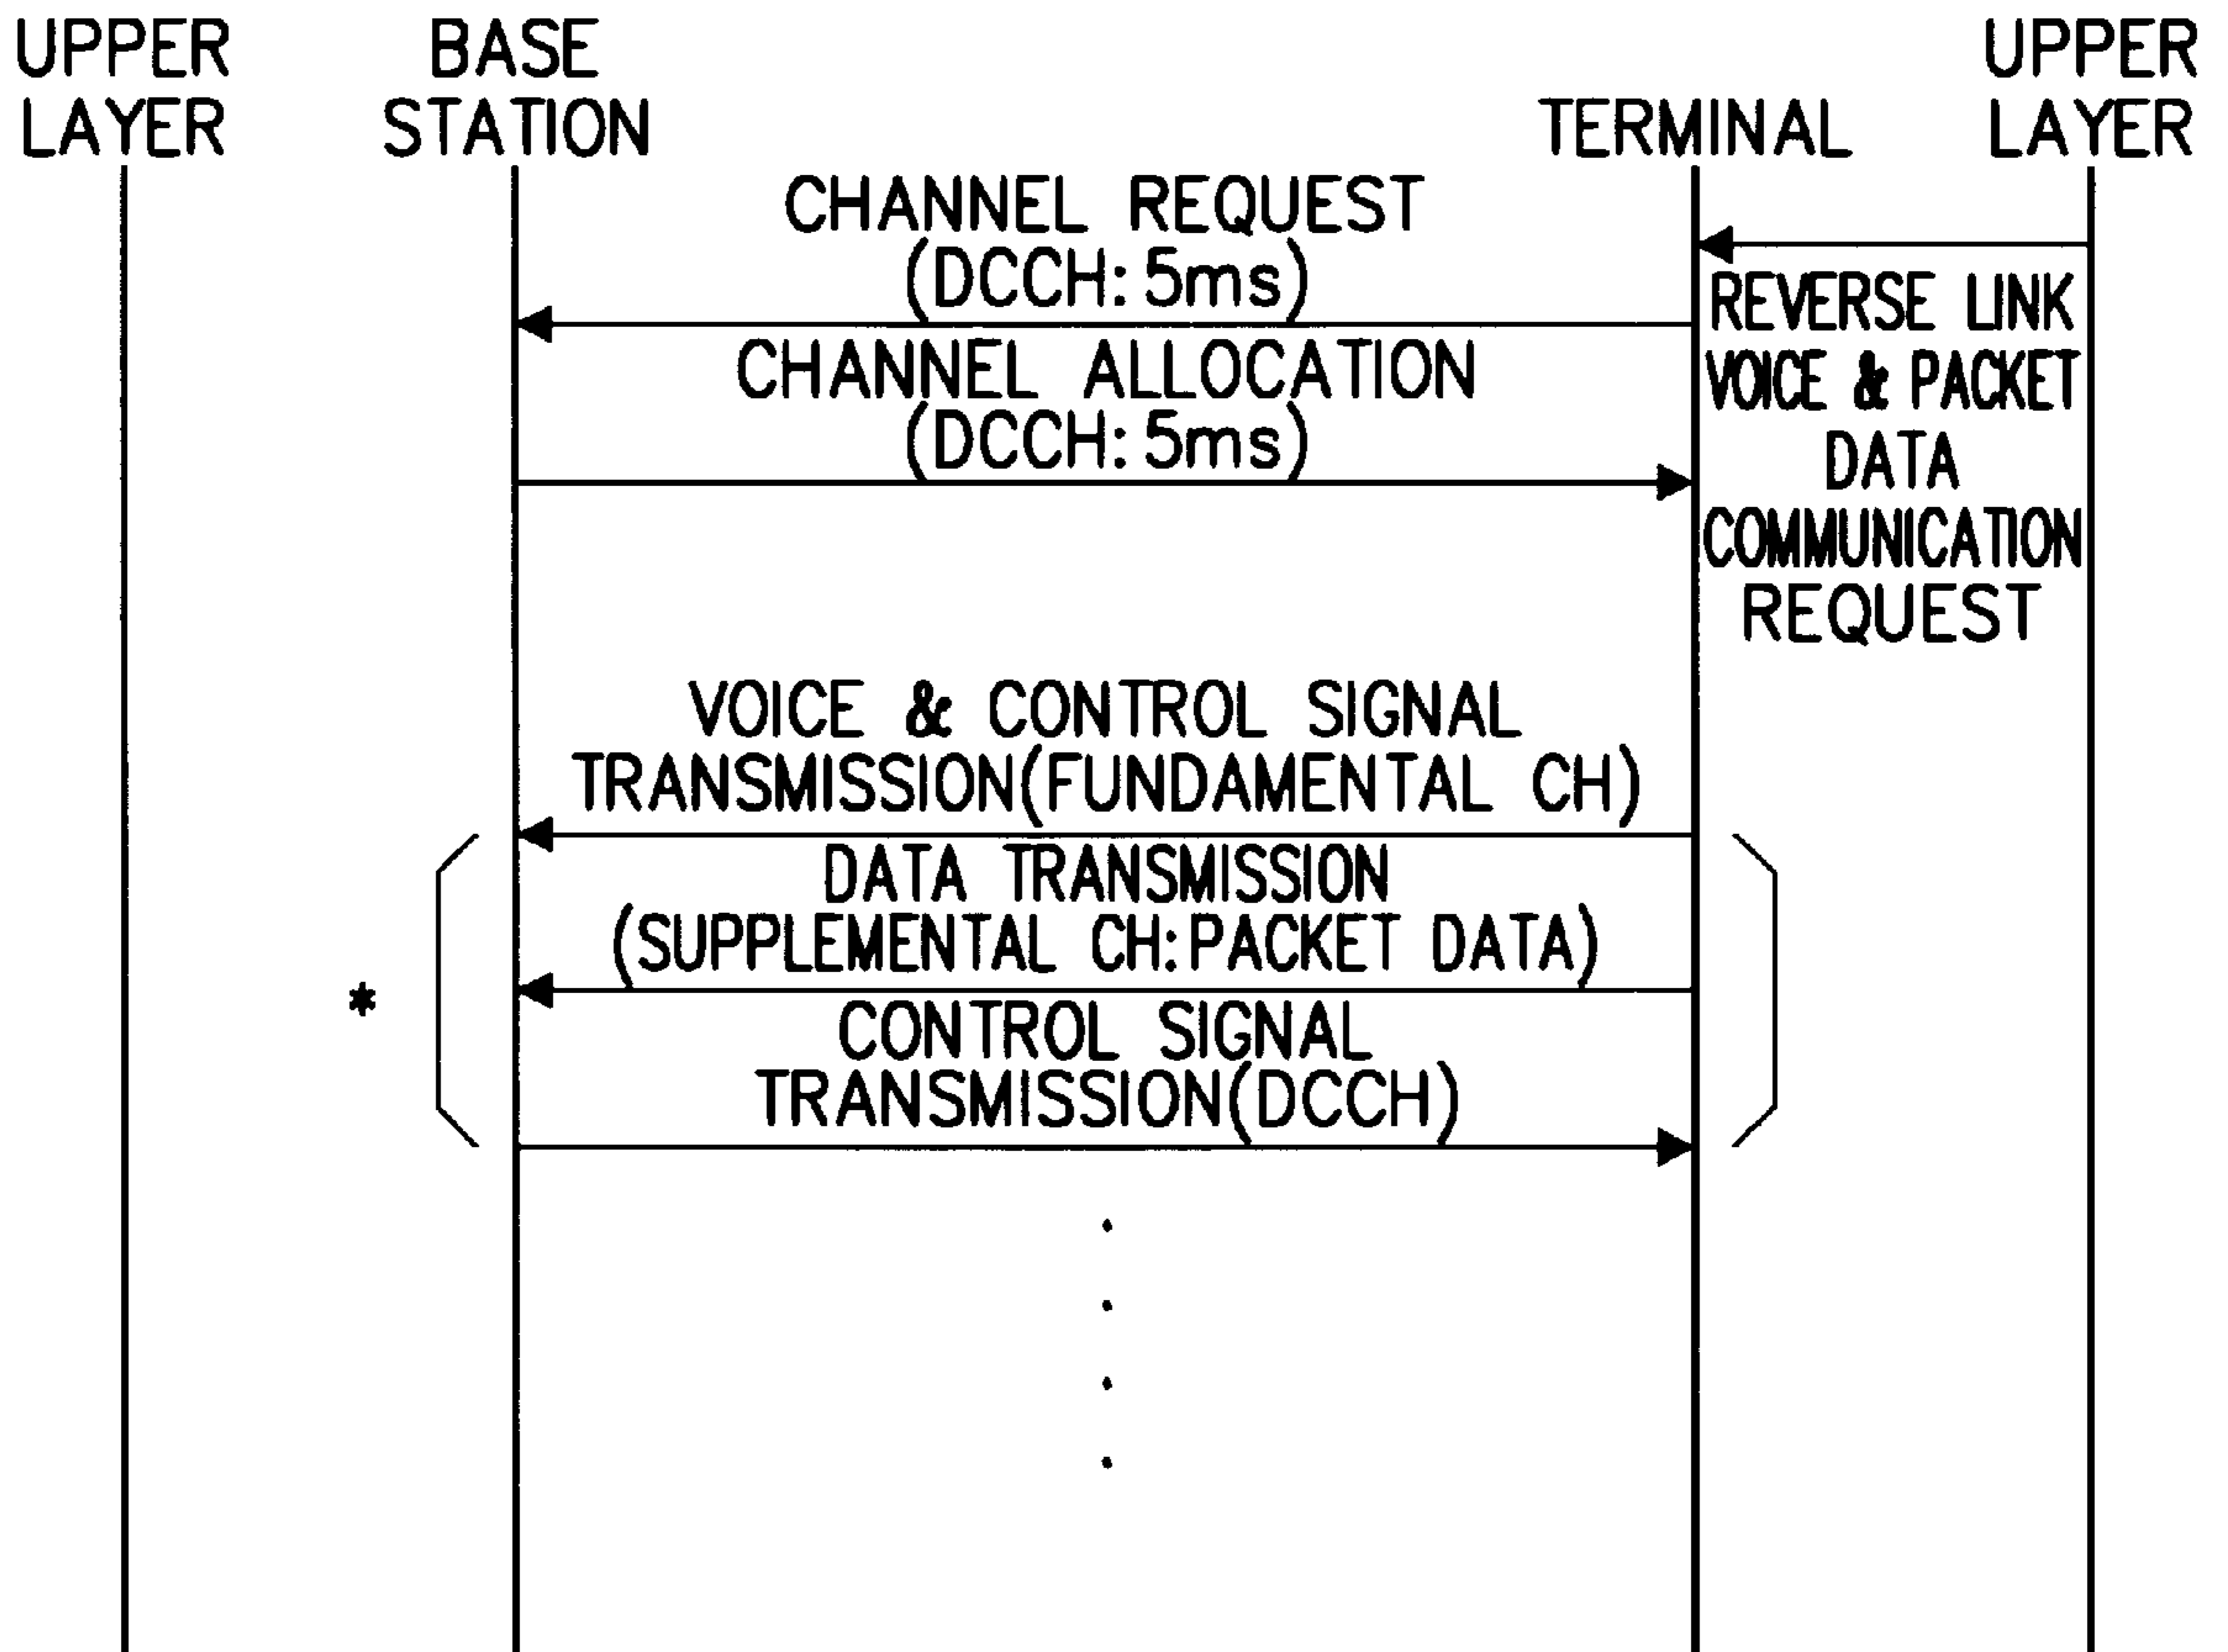 UPPER
LAYER
BASE
STATION
TERMINAL
UPPER
LAYER
CHANNEL REQUEST
(DCCH: 5ms)
REVERSE LINK
VOICE & PACKET
DATA
COMMUNICATION
REQUEST
CHANNEL ALLOCATION
(DCCH: 5ms)
VOICE & CONTROL SIGNAL
TRANSMISSION(FUNDAMENTAL CH)
DATA TRANSMISSION
(SUPPLEMENTAL CH:PACKET DATA)
*
CONTROL SIGNAL
TRANSMISSION(DCCH)